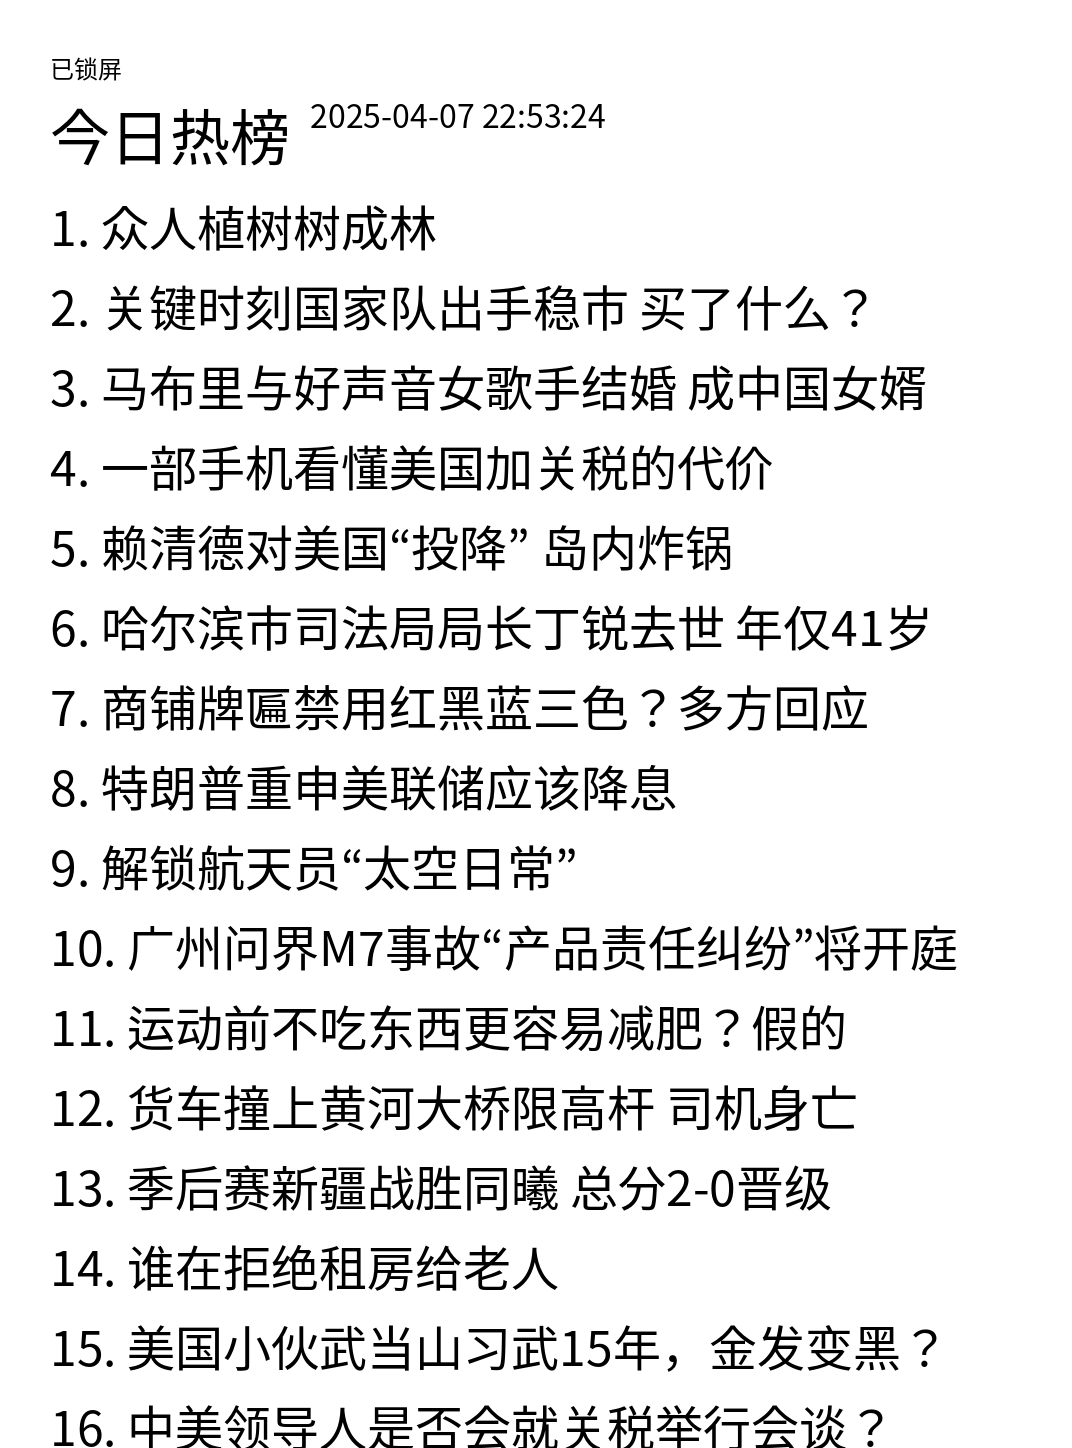 已锁屏
今日热榜 2025-04-07 22:53:24
1. 众人植树树成林
2. 关键时刻国家队出手稳市 买了什么？
3. 马布里与好声音女歌手结婚 成中国女婿
4. 一部手机看懂美国加关税的代价
5. 赖清德对美国“投降” 岛内炸锅
6. 哈尔滨市司法局局长丁锐去世 年仅41岁
7. 商铺牌匾禁用红黑蓝三色？多方回应
8. 特朗普重申美联储应该降息
9. 解锁航天员“太空日常”
10. 广州问界M7事故“产品责任纠纷”将开庭
11. 运动前不吃东西更容易减肥？假的
12. 货车撞上黄河大桥限高杆 司机身亡
13. 季后赛新疆战胜同曦 总分2-0晋级
14. 谁在拒绝租房给老人
15. 美国小伙武当山习武15年，金发变黑？
16. 中美领导人是否会就关税举行会谈？